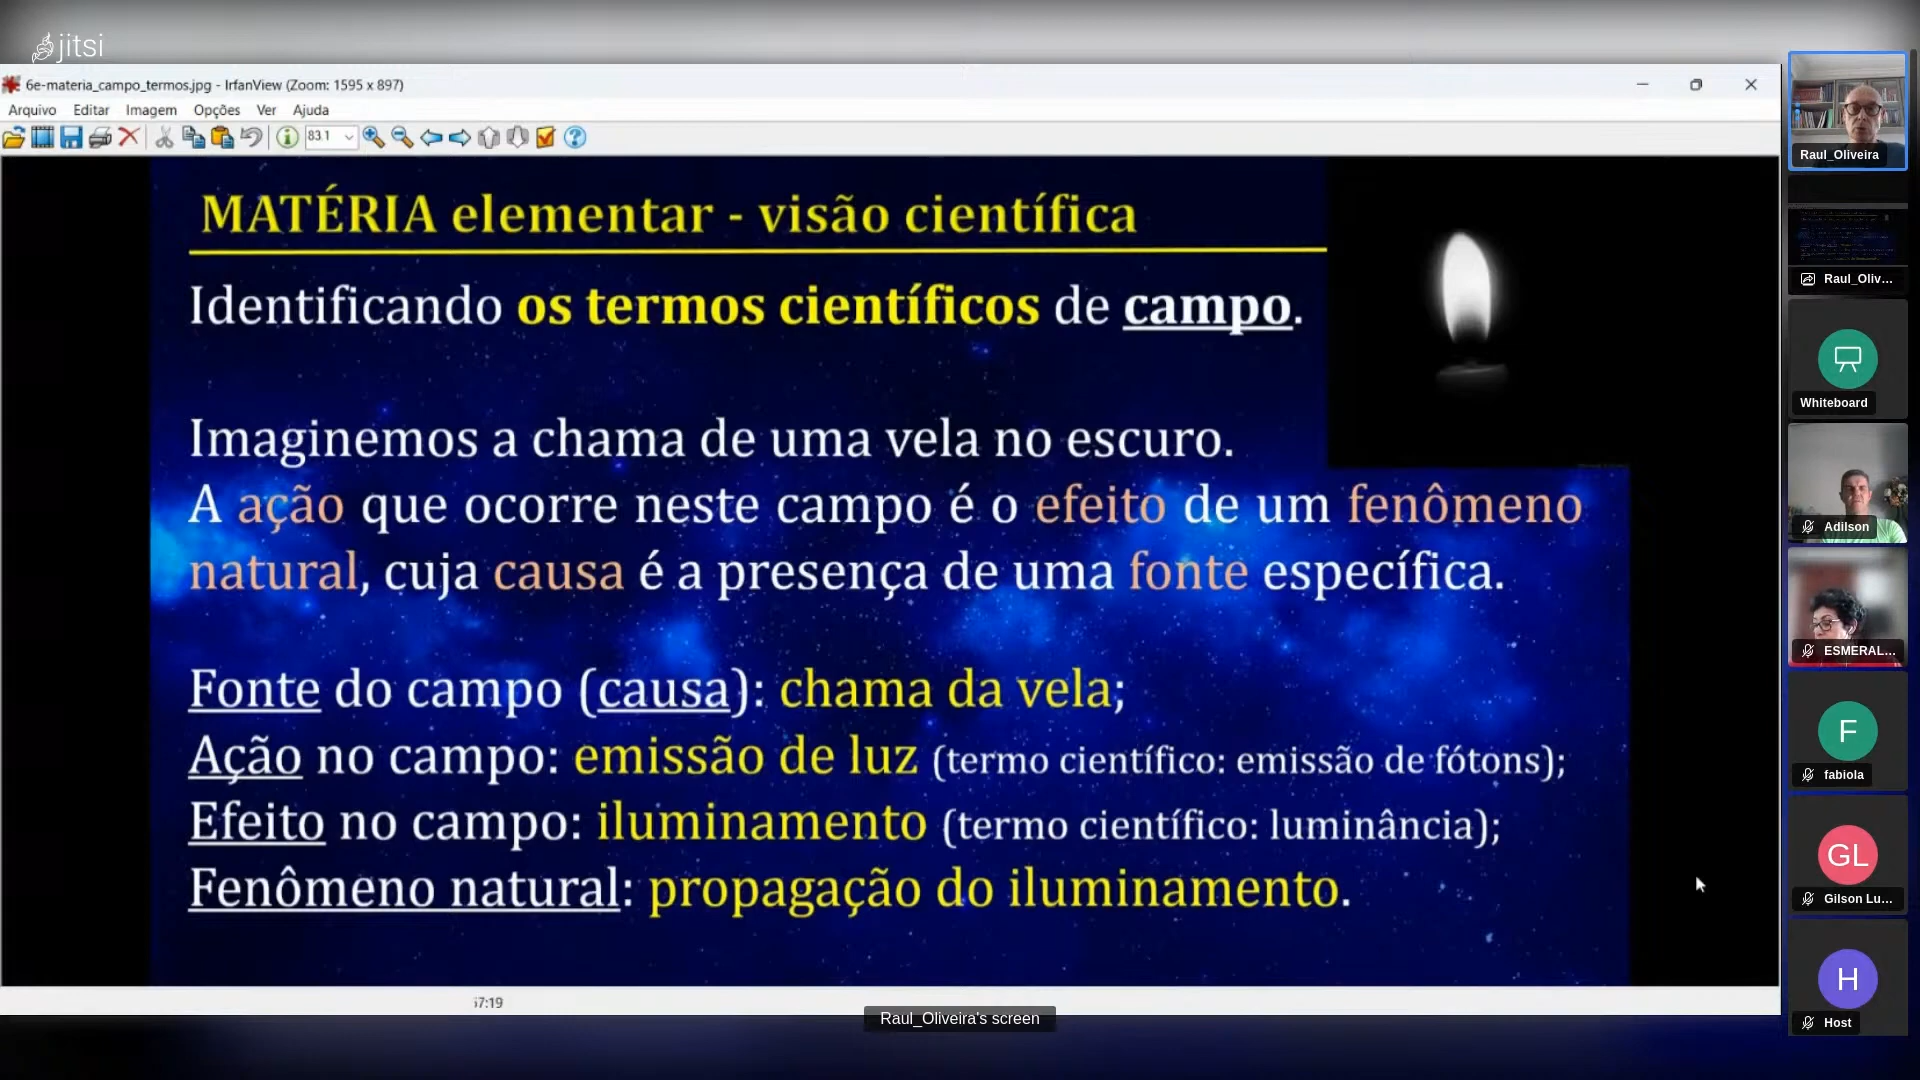 jitsi
6e-materia_campo_termos.jpg - IrfanView (Zoom: 1595 x 897)
Arquivo Editar Imagem Opções Ver Ajuda
83.1
MATÉRIA elementar - visão científica
Identificando os termos científicos de campo.
Imaginemos a chama de uma vela no escuro.
A ação que ocorre neste campo é o efeito de um fenômeno
natural, cuja causa é a presença de uma fonte específica.
Fonte do campo (causa): chama da vela;
Ação no campo: emissão de luz (termo científico: emissão de fótons);
Efeito no campo: iluminamento (termo científico: luminância);
Fenômeno natural: propagação do iluminamento.
7:19
Raul_Oliveira's screen
Raul_Oliveira
Raul_Oliv...
Whiteboard
Adilson
ESMERAL...
F
fabiola
GL
Gilson Lu...
H
Host